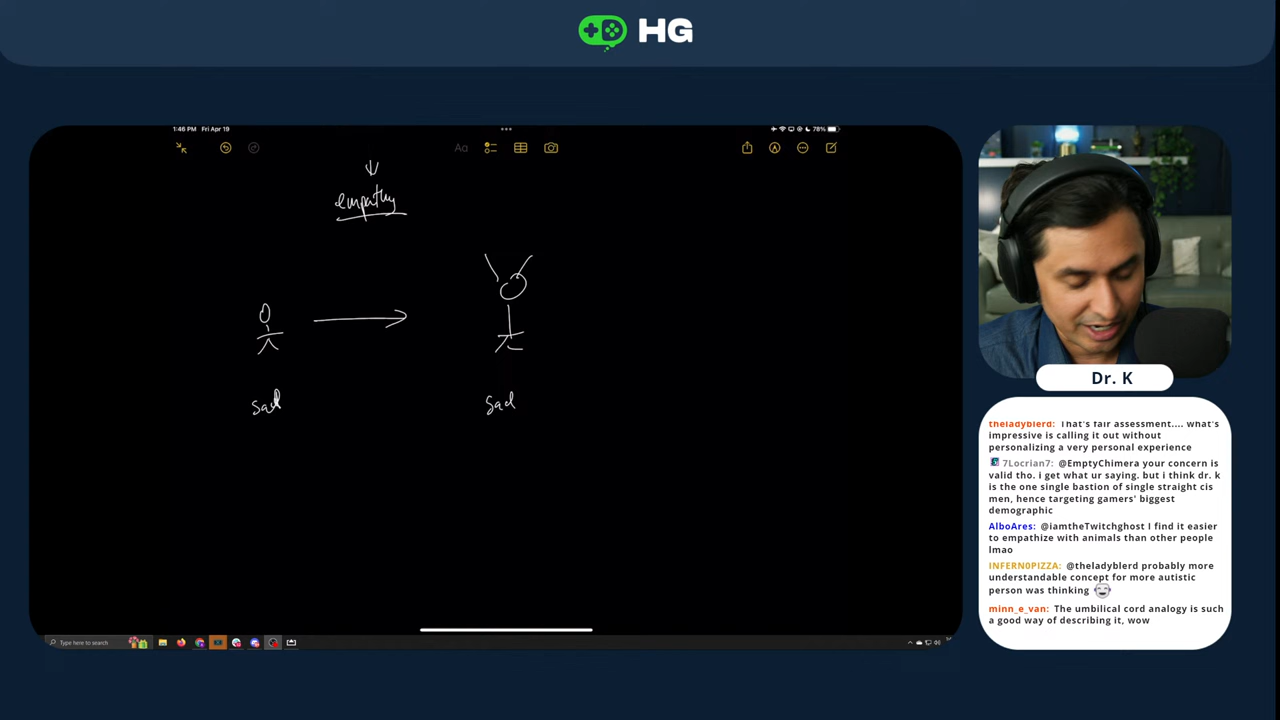 HG
1:46 PM Fri Apr 19
78%
Aa
empathy
sad
sad
Type here to search
Dr. K
theladyblerd: That's fair assessment.... what's
impressive is calling it out without
personalizing a very personal experience
7Locrian7: @EmptyChimera your concern is
valid tho. i get what ur saying. but i think dr. k
is the one single bastion of single straight cis
men, hence targeting gamers' biggest
demographic
AlboAres: @iamtheTwitchghost I find it easier
to empathize with animals than other people
lmao
INFERN0PIZZA: @theladyblerd probably more
understandable concept for more autistic
person was thinking
minn_e_van: The umbilical cord analogy is such
a good way of describing it, wow